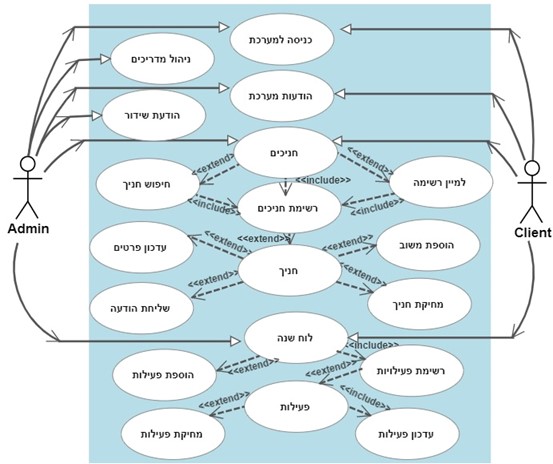 כניסה למערכת
ניהול מדריכים
הודעות מערכת
הודעת שידור
חניכים
<<extend>>
<<extend>>
<<include>>
חיפוש חניך
למיין רשימה
<<include>>
<<include>>
רשימת חניכים
Admin
Client
<<extend>>
<<extend>>
<<extend>>
עדכון פרטים
הוספת משוב
חניך
<<extend>>
<<extend>>
שליחת הודעה
מחיקת חניך
לוח שנה
<<include>>
<<extend>>
רשימת פעילויות
הוספת פעילות
<<extend>>
<<extend>>
פעילות
<<include>>
מחיקת פעילות
עדכון פעילות